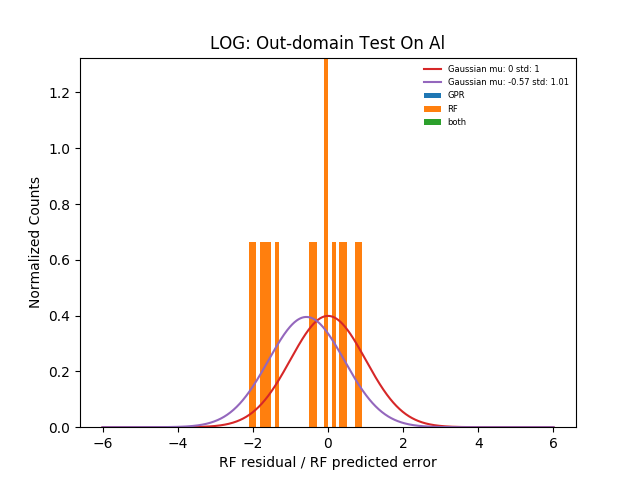 LOG: Out-domain Test On Al
Gaussian mu: 0 std: 1
Gaussian mu: -0.57 std: 1.01
GPR
RF
both
Normalized Counts
1.2
1.0
0.8
0.6
0.4
0.2
0.0
−6 −4 −2 0 2 4 6
RF residual / RF predicted error